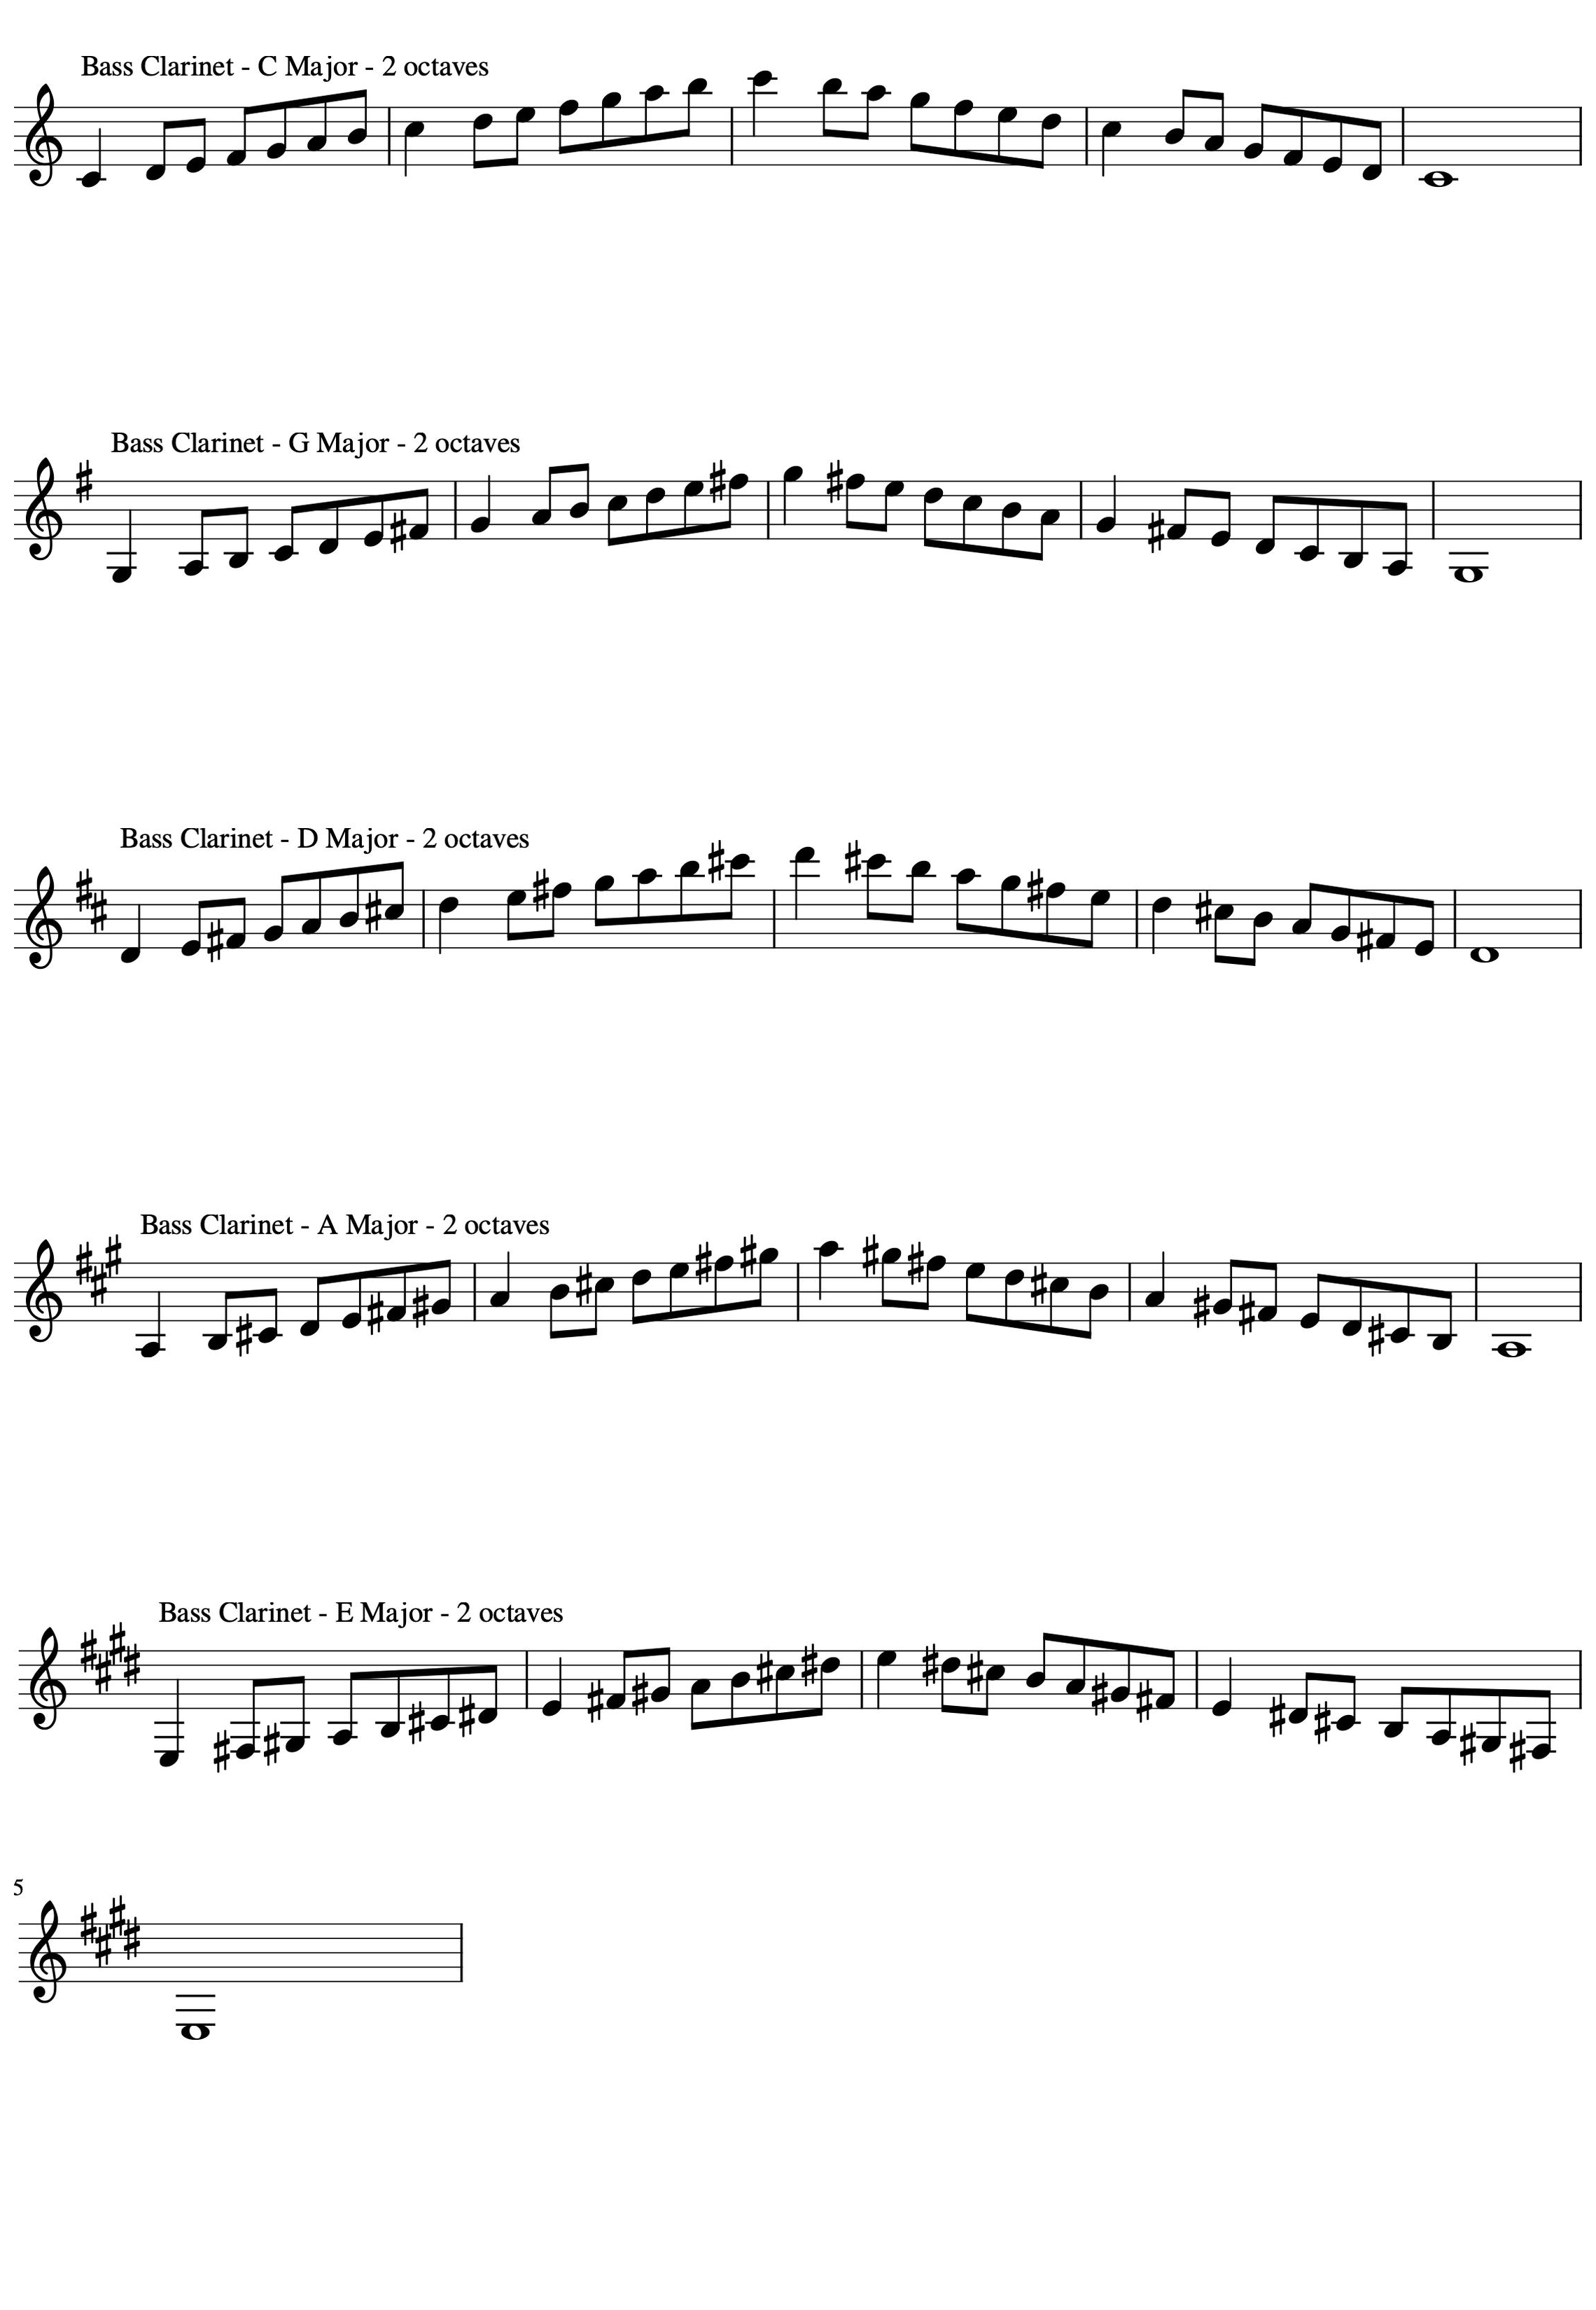 Bass Clarinet - C Major - 2 octaves
Bass Clarinet - G Major - 2 octaves
Bass Clarinet - D Major - 2 octaves
Bass Clarinet - A Major - 2 octaves
Bass Clarinet - E Major - 2 octaves
5